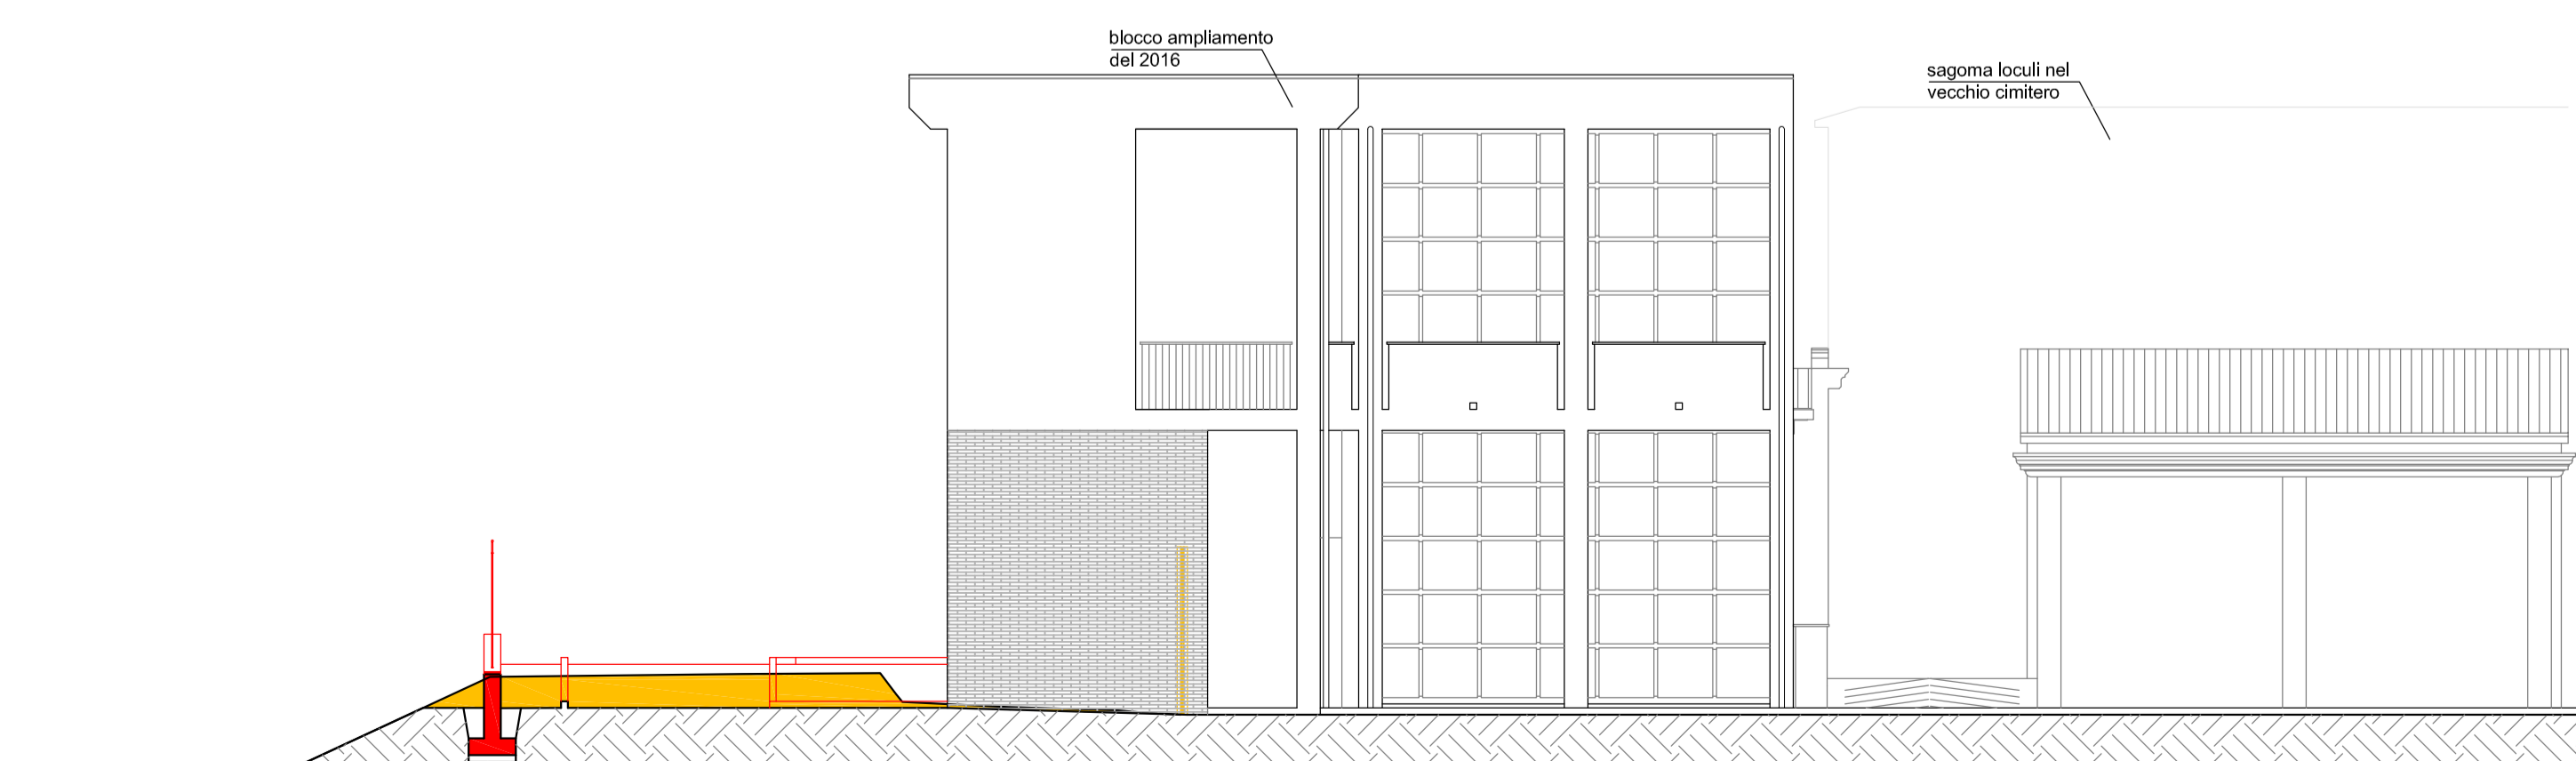 blocco ampliamento
del 2016
sagoma loculi nel
vecchio cimitero